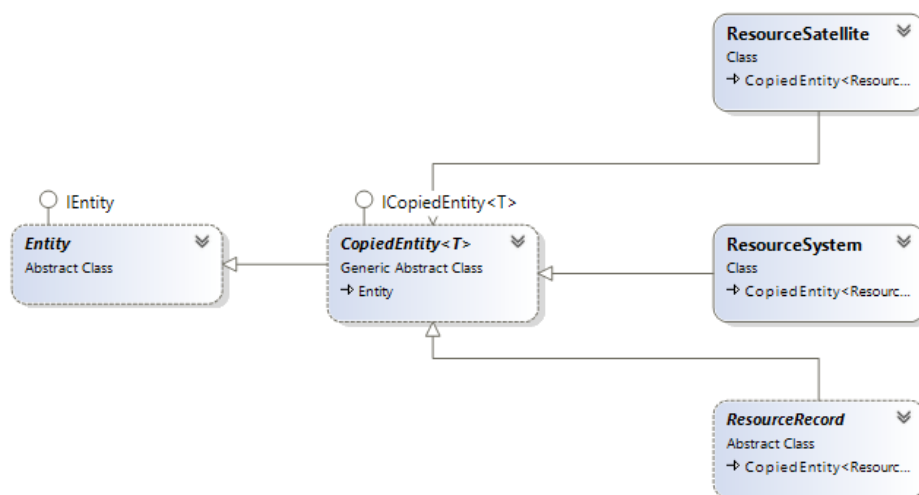 ResourceSatellite
Class
CopiedEntity<Resourc...
IEntity
ICopiedEntity<T>
Entity
Abstract Class
CopiedEntity<T>
Generic Abstract Class
Entity
ResourceSystem
Class
CopiedEntity<Resourc...
ResourceRecord
Abstract Class
CopiedEntity<Resourc...